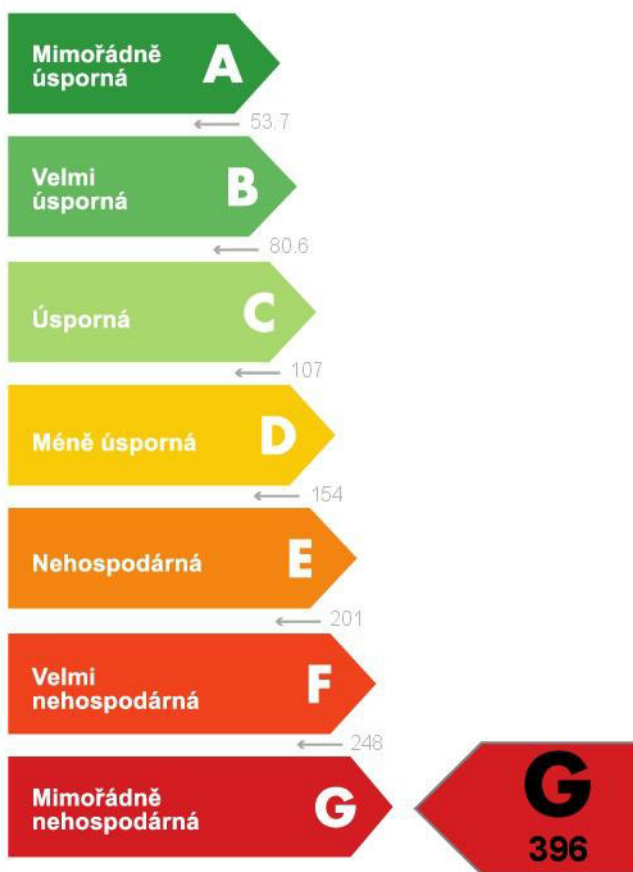 Mimořádně
úsporná
A
← 53.7
Velmi
úsporná
B
← 80.6
Úsporná
C
← 107
Méně úsporná
D
← 154
Nehospodárná
E
← 201
Velmi
nehospodárná
F
← 248
Mimořádně
nehospodárná
G
G
396